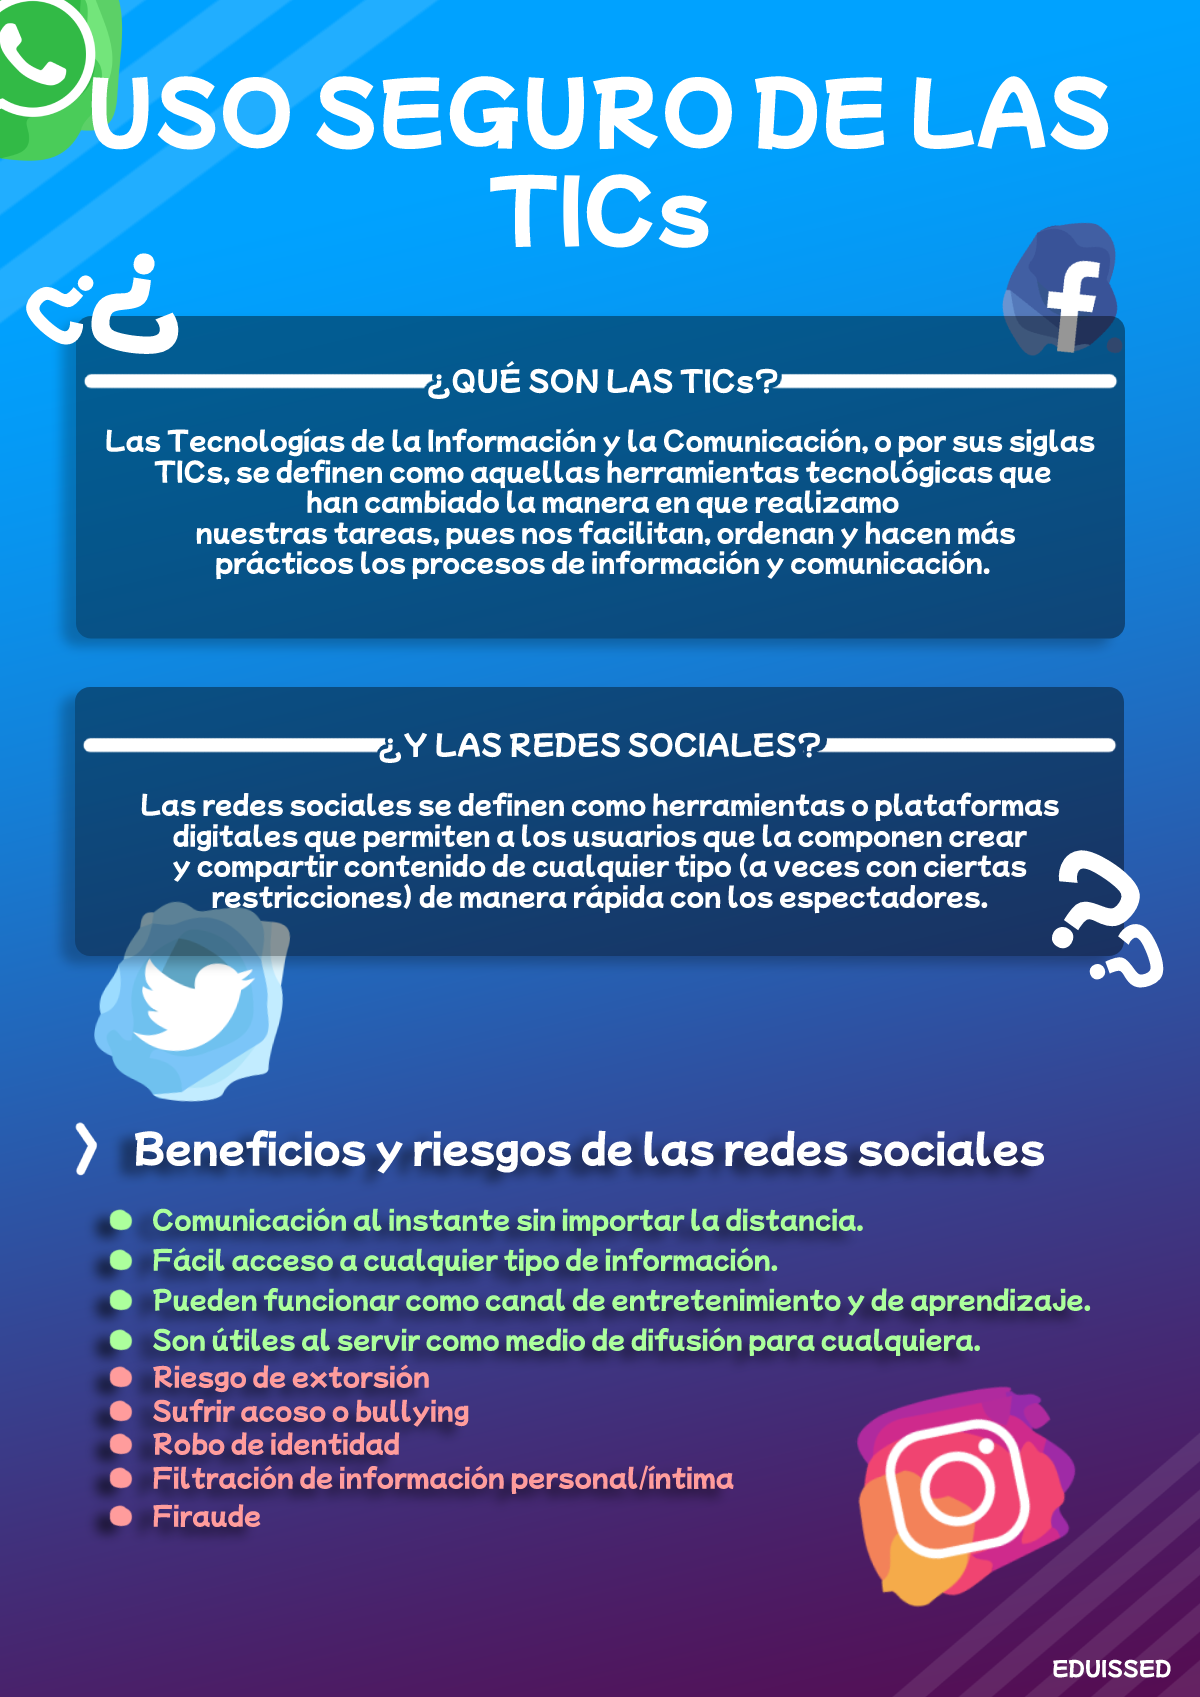 USO SEGURO DE LAS
TICs
¿QUÉ SON LAS TICs?
Las Tecnologías de la Información y la Comunicación, o por sus siglas
TICs, se definen como aquellas herramientas tecnológicas que
han cambiado la manera en que realizamo
nuestras tareas, pues nos facilitan, ordenan y hacen más
prácticos los procesos de información y comunicación.
¿Y LAS REDES SOCIALES?
Las redes sociales se definen como herramientas o plataformas
digitales que permiten a los usuarios que la componen crear
y compartir contenido de cualquier tipo (a veces con ciertas
restricciones) de manera rápida con los espectadores.
Beneficios y riesgos de las redes sociales
Comunicación al instante sin importar la distancia.
Fácil acceso a cualquier tipo de información.
Pueden funcionar como canal de entretenimiento y de aprendizaje.
Son útiles al servir como medio de difusión para cualquiera.
Riesgo de extorsión
Sufrir acoso o bullying
Robo de identidad
Filtración de información personal/íntima
Firaude
EDUISSED